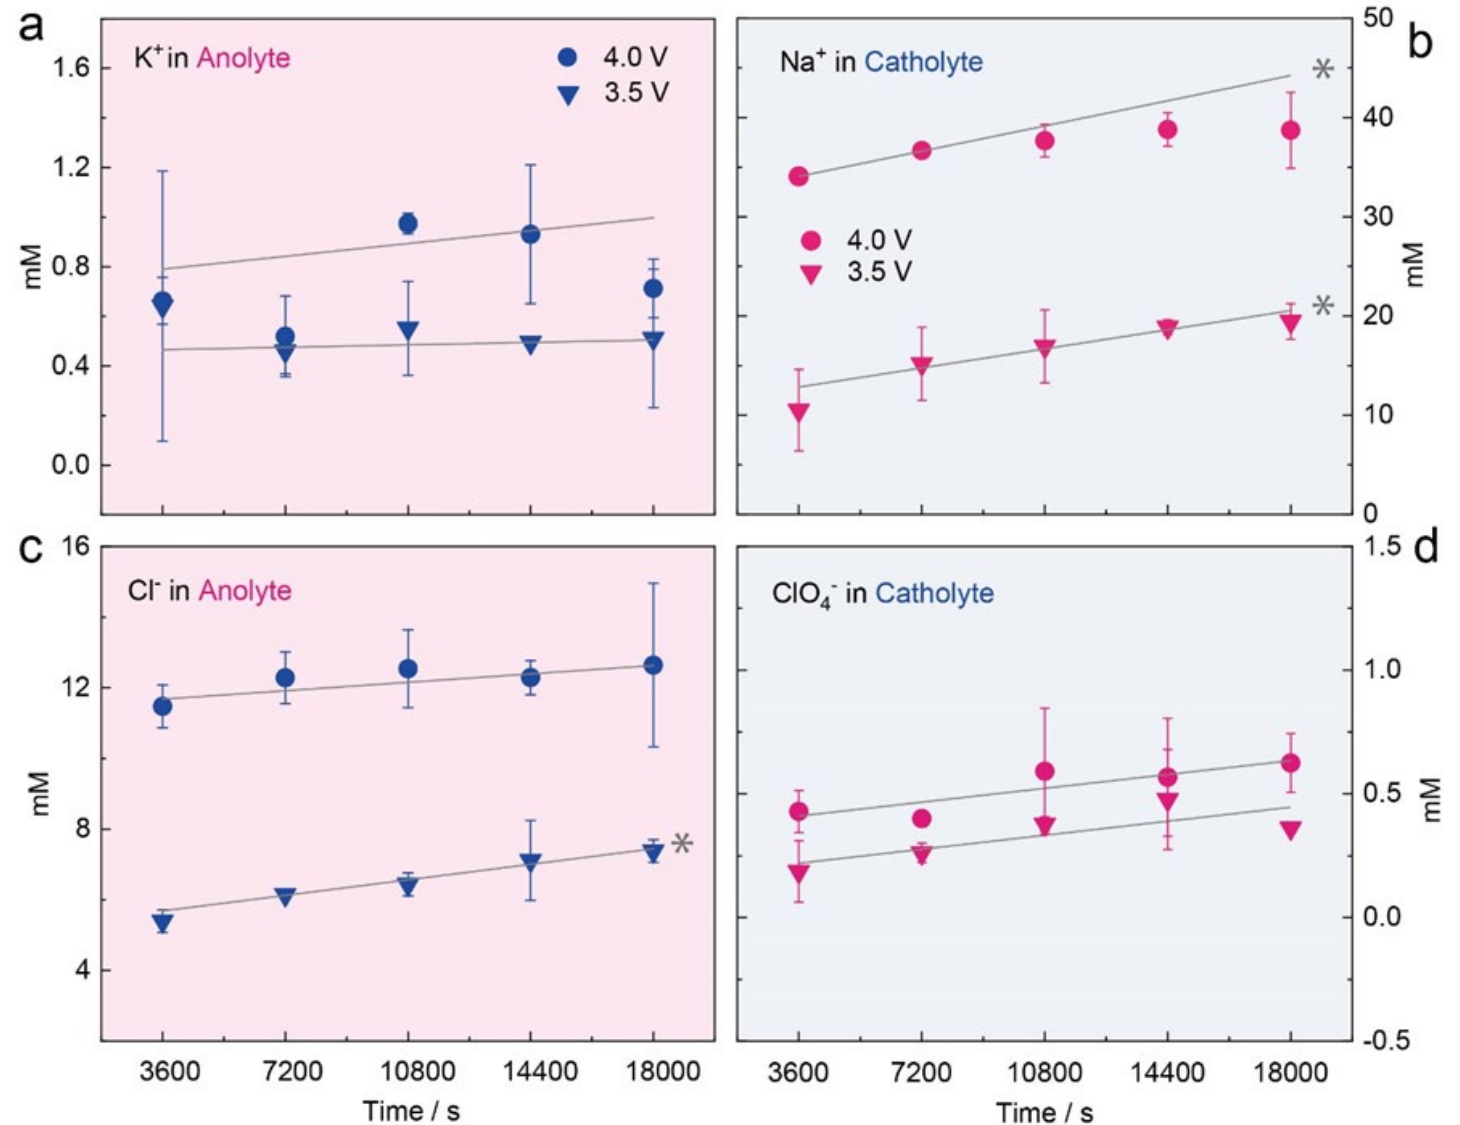 a
K⁺ in Anolyte
4.0 V
3.5 V
1.6
1.2
0.8
0.4
0.0
mM
b
Na⁺ in Catholyte
4.0 V
3.5 V
50
40
30
20
10
0
mM
*
*
c
Cl⁻ in Anolyte
16
12
8
4
mM
*
3600 7200 10800 14400 18000
Time / s
d
ClO₄⁻ in Catholyte
1.5
1.0
0.5
0.0
-0.5
mM
3600 7200 10800 14400 18000
Time / s